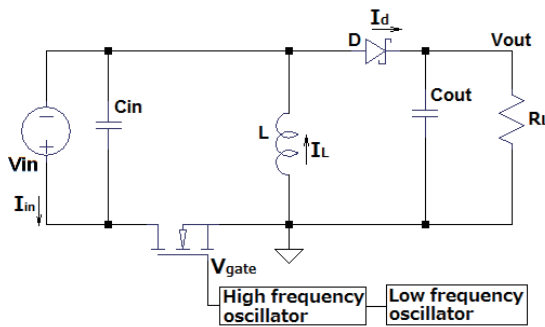 D
Id
Vout
Cin
Cout
Vin
L
IL
RL
Iin
Vgate
High frequency
oscillator
Low frequency
oscillator